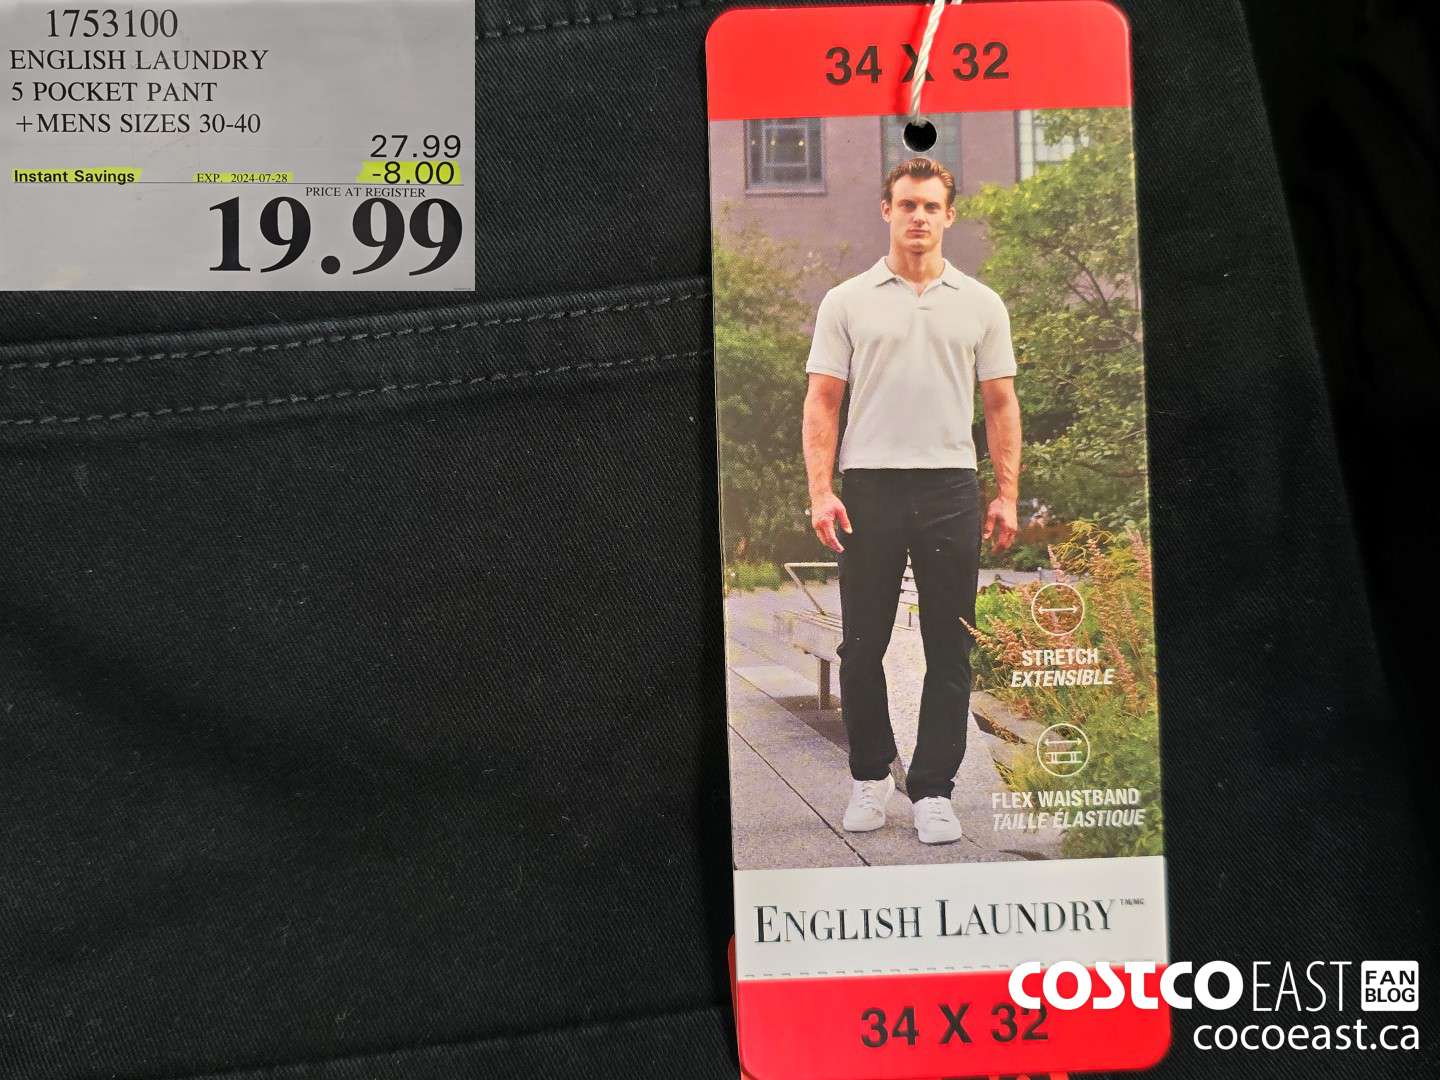 1753100
ENGLISH LAUNDRY
5 POCKET PANT
+MENS SIZES 30-40
27.99
Instant Savings EXP. 2024-07-28 -8.00
PRICE AT REGISTER
19.99
34 X 32
STRETCH
EXTENSIBLE
FLEX WAISTBAND
TAILLE ÉLASTIQUE
ENGLISH LAUNDRY TM/MC
34 X 32
COSTCO EAST FAN BLOG
cocoeast.ca